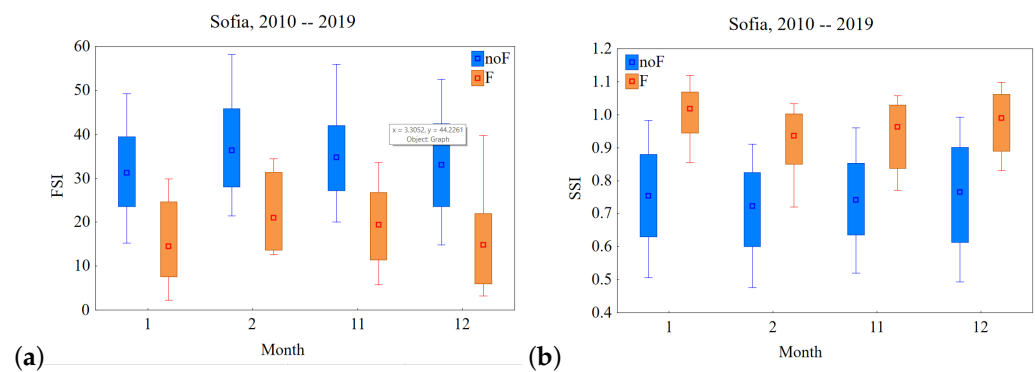 Sofia, 2010 -- 2019
60
50
40
30
20
10
0
FSI
noF
F
x = 3.3052, y = 44.2261
Object: Graph
1
2
11
12
Month
(a)
Sofia, 2010 -- 2019
1.2
1.1
1.0
0.9
0.8
0.7
0.6
0.5
0.4
SSI
noF
F
1
2
11
12
Month
(b)